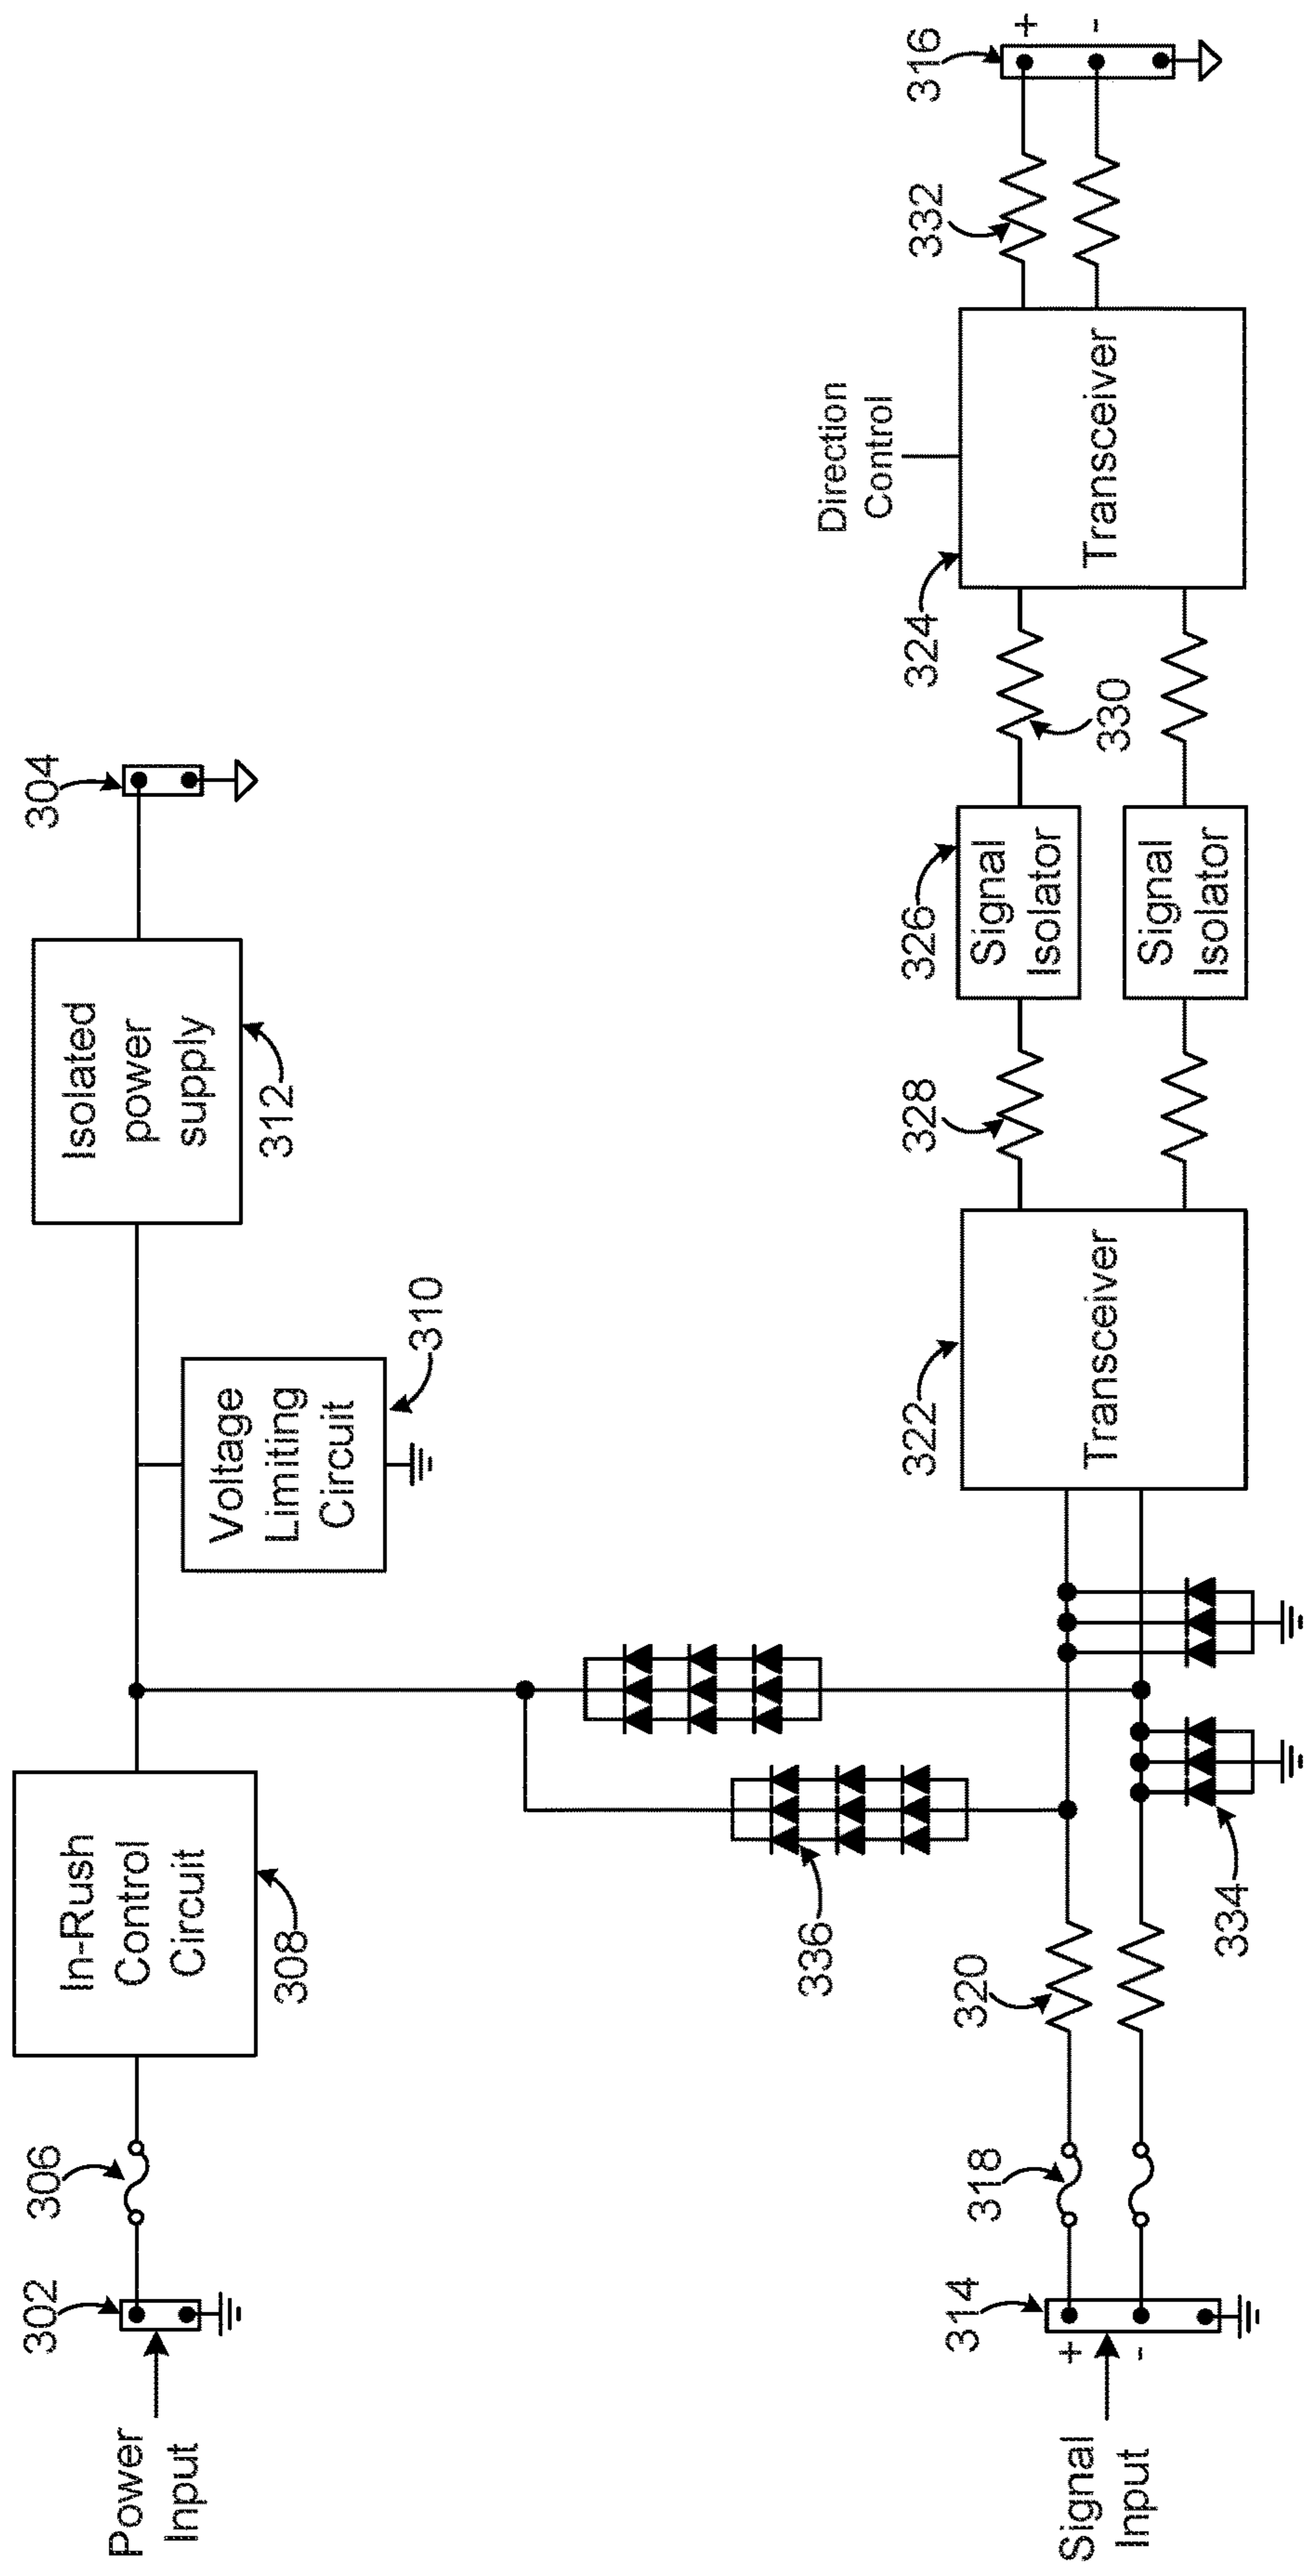 Power
Input
302
306
In-Rush
Control
Circuit
308
Voltage
Limiting
Circuit
310
Isolated
power
supply
312
304
336
Signal
Input
+
-
314
318
320
334
322
Transceiver
328
326
Signal
Isolator
Signal
Isolator
330
324
Direction
Control
Transceiver
332
316
+
-